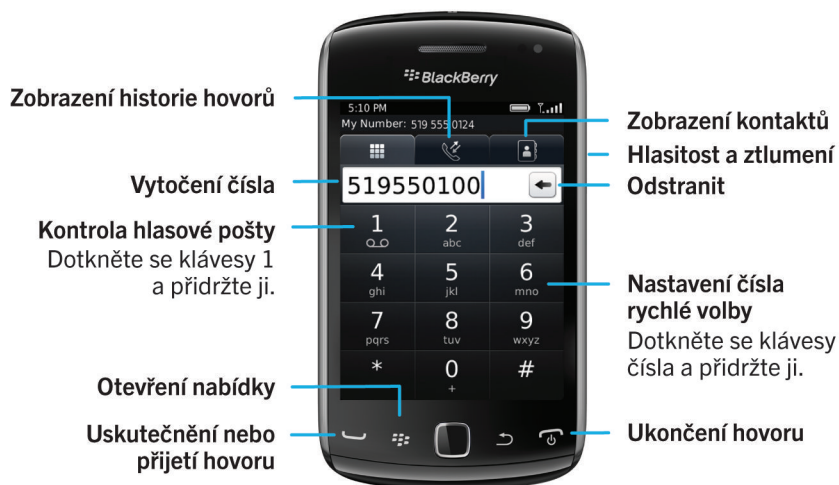 BlackBerry
Zobrazení historie hovorů
5:10 PM
My Number: 519 555 0124
Zobrazení kontaktů
Hlasitost a ztlumení
Vytočení čísla
519550100
Odstranit
Kontrola hlasové pošty
Dotkněte se klávesy 1
a přidržte ji.
1
2
abc
3
def
4
ghi
5
jkl
6
mno
Nastavení čísla
rychlé volby
Dotkněte se klávesy
čísla a přidržte ji.
7
pqrs
8
tuv
9
wxyz
*
0
+
#
Otevření nabídky
Uskutečnění nebo
přijetí hovoru
Ukončení hovoru